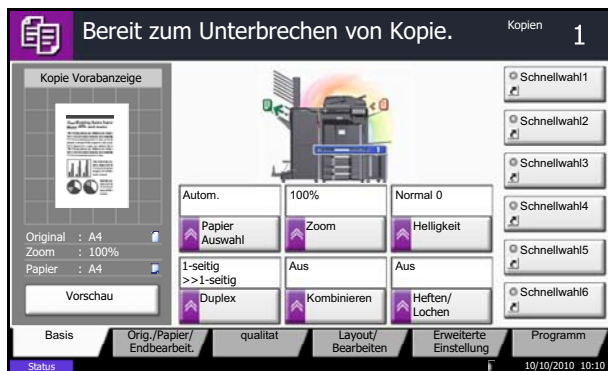 Bereit zum Unterbrechen von Kopie.
Kopien
1
Kopie Vorabanzeige
Original : A4
Zoom : 100%
Papier : A4
Vorschau
1
Autom.
Papier
Auswahl
100%
Zoom
Normal 0
Helligkeit
1-seitig
>>1-seitig
Duplex
Aus
Kombinieren
Aus
Heften/
Lochen
Schnellwahl1
Schnellwahl2
Schnellwahl3
Schnellwahl4
Schnellwahl5
Schnellwahl6
Basis
Orig./Papier/
Endbearbeit.
qualitat
Layout/
Bearbeiten
Erweiterte
Einstellung
Programm
Status
10/10/2010 10:10